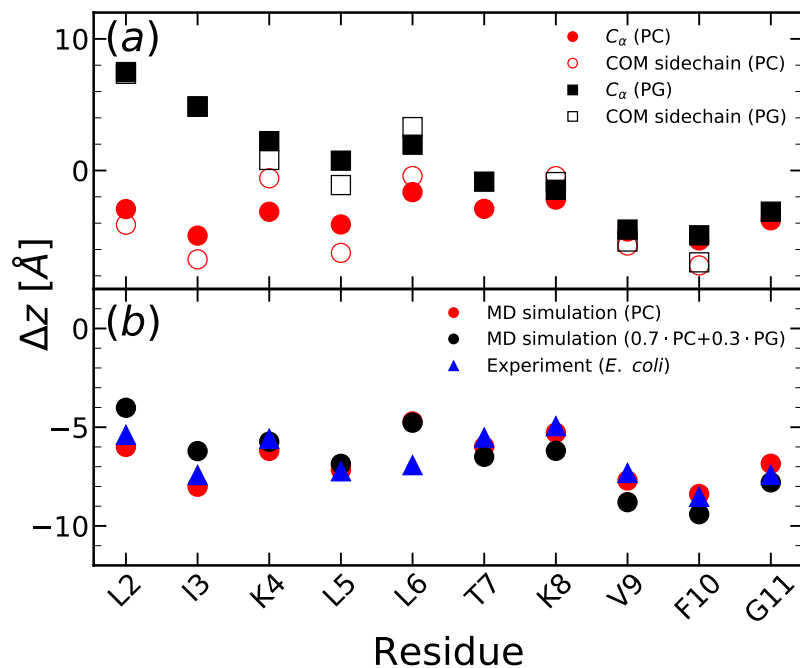 (a)
C_α (PC)
COM sidechain (PC)
C_α (PG)
COM sidechain (PG)
10
0
Δz [Å]
(b)
MD simulation (PC)
MD simulation (0.7 · PC+0.3 · PG)
Experiment (E. coli)
0
−5
−10
L2 I3 K4 L5 L6 T7 K8 V9 F10 G11
Residue